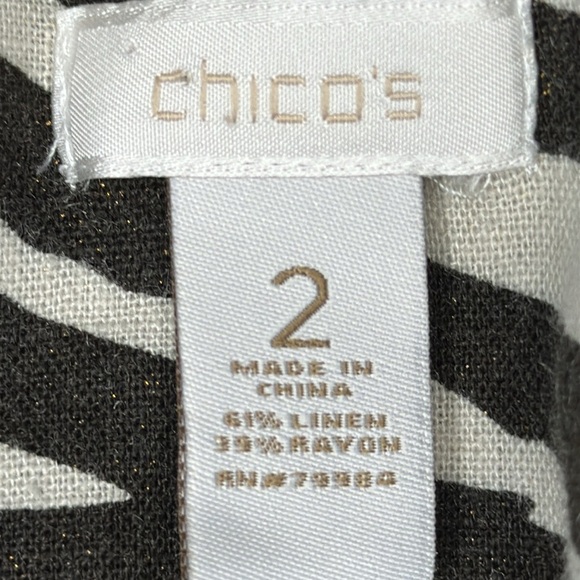 chico's
2
MADE IN
CHINA
61% LINEN
39% RAYON
RN#79984